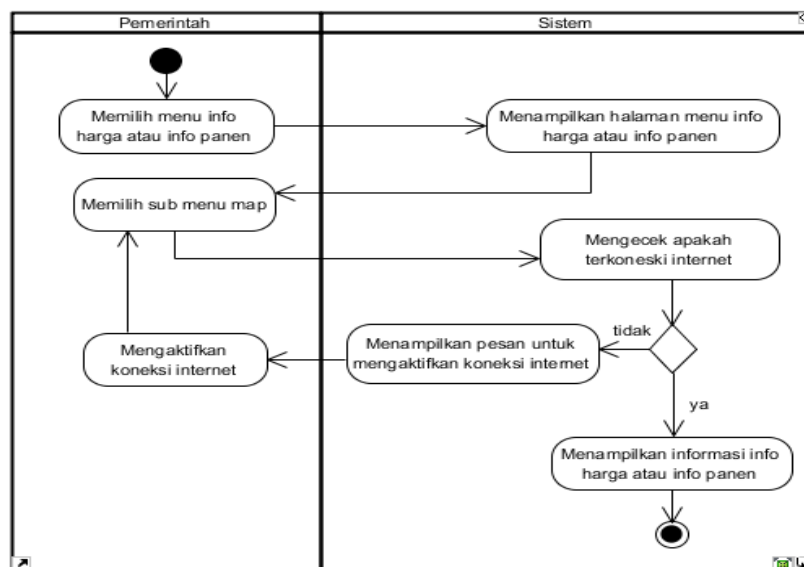 Pemerintah
Sistem
Memilih menu info
harga atau info panen
Menampilkan halaman menu info
harga atau info panen
Memilih sub menu map
Mengecek apakah
terkoneski internet
tidak
Menampilkan pesan untuk
mengaktifkan koneksi internet
Mengaktifkan
koneksi internet
ya
Menampilkan informasi info
harga atau info panen